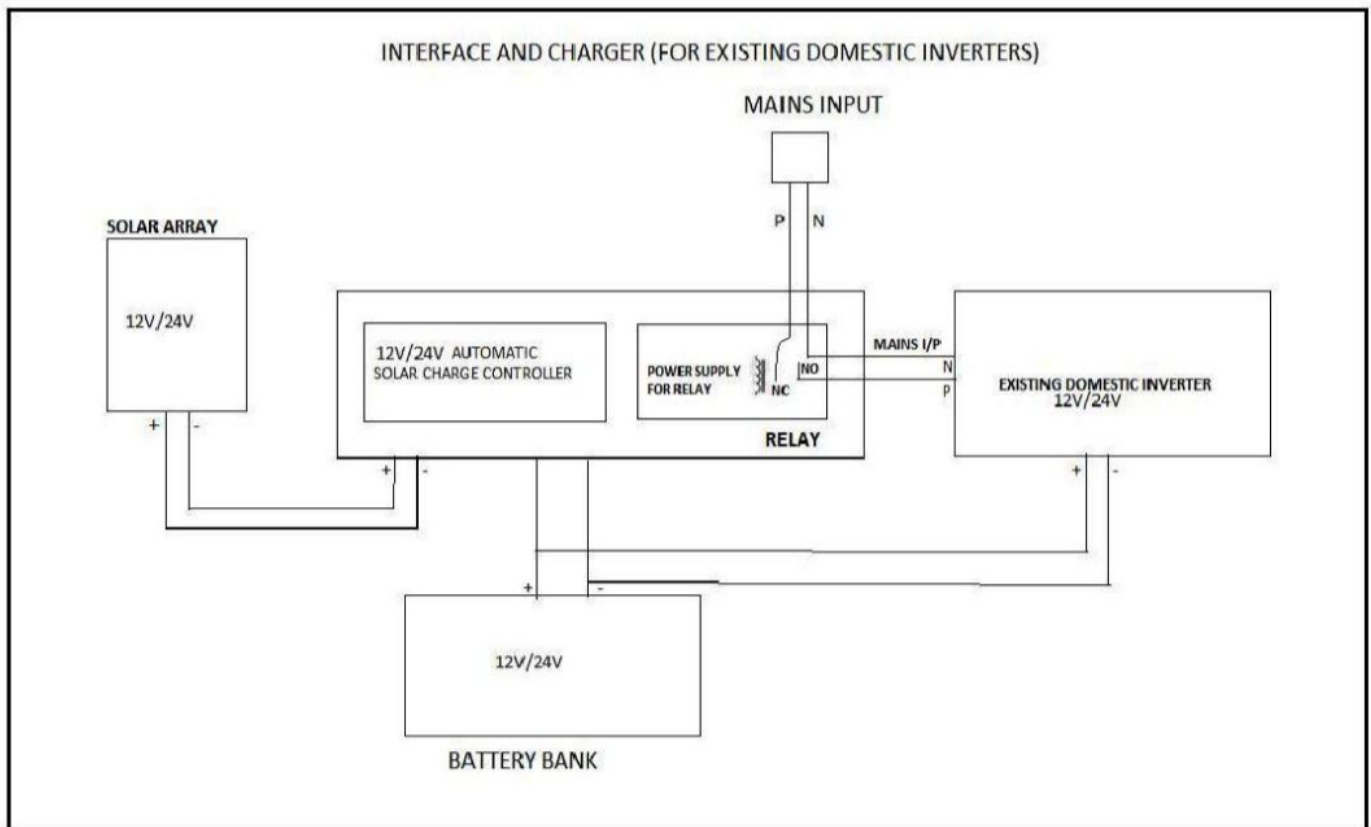 INTERFACE AND CHARGER (FOR EXISTING DOMESTIC INVERTERS)
MAINS INPUT
P N
SOLAR ARRAY
12V/24V
+ -
12V/24V AUTOMATIC
SOLAR CHARGE CONTROLLER
POWER SUPPLY
FOR RELAY
NC
NO
RELAY
+ -
MAINS I/P
N
P
EXISTING DOMESTIC INVERTER
12V/24V
+ -
+ -
12V/24V
BATTERY BANK